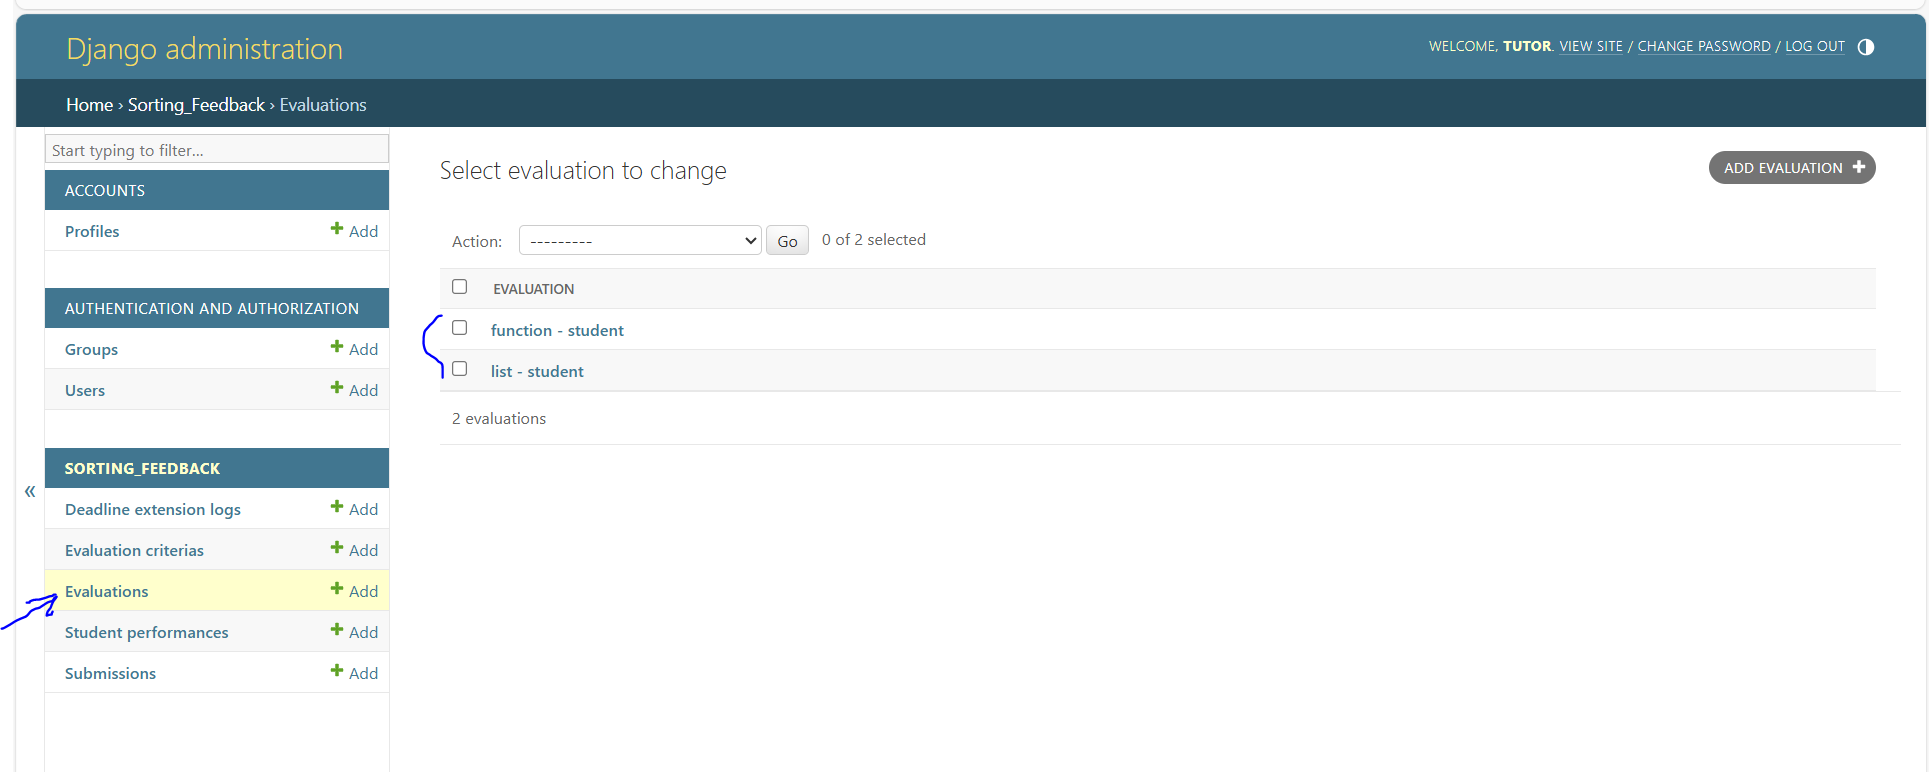 Django administration
WELCOME, TUTOR. VIEW SITE / CHANGE PASSWORD / LOG OUT
Home › Sorting_Feedback › Evaluations
Start typing to filter...
ACCOUNTS
Profiles + Add
AUTHENTICATION AND AUTHORIZATION
Groups + Add
Users + Add
SORTING_FEEDBACK
Deadline extension logs + Add
Evaluation criterias + Add
Evaluations + Add
Student performances + Add
Submissions + Add
«
Select evaluation to change
ADD EVALUATION +
Action: --------- Go 0 of 2 selected
EVALUATION
function - student
list - student
2 evaluations